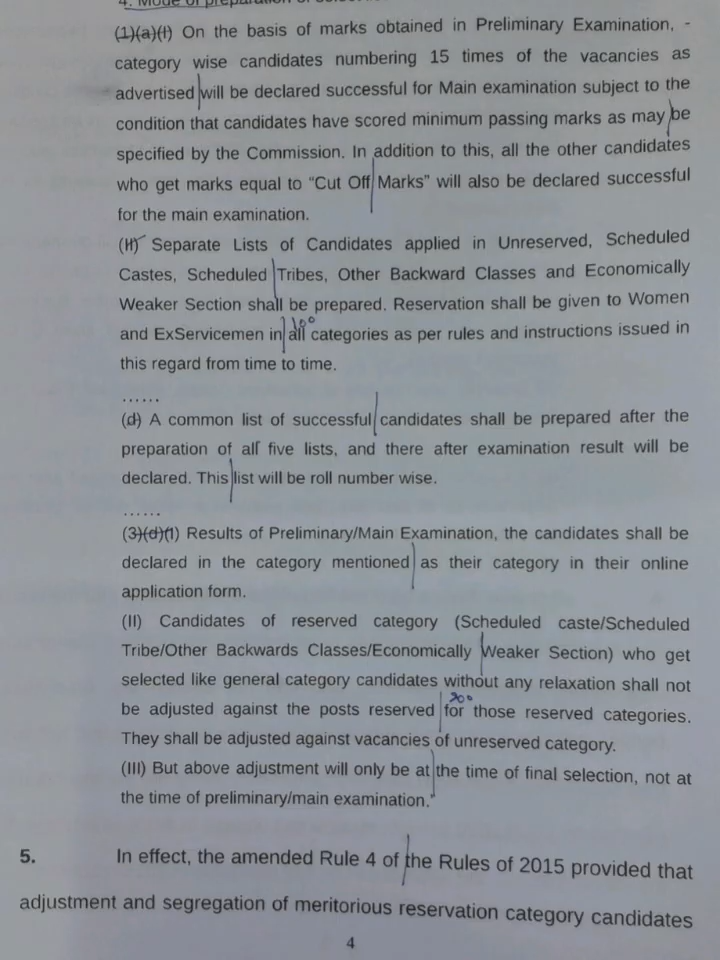 4. Mode of preparation of select
(1)(a)(I) On the basis of marks obtained in Preliminary Examination, -
category wise candidates numbering 15 times of the vacancies as
advertised will be declared successful for Main examination subject to the
condition that candidates have scored minimum passing marks as may be
specified by the Commission. In addition to this, all the other candidates
who get marks equal to “Cut Off Marks” will also be declared successful
for the main examination.
(II) Separate Lists of Candidates applied in Unreserved, Scheduled
Castes, Scheduled Tribes, Other Backward Classes and Economically
Weaker Section shall be prepared. Reservation shall be given to Women
100
and ExServicemen in all categories as per rules and instructions issued in
this regard from time to time.
......
(d) A common list of successful candidates shall be prepared after the
preparation of all five lists, and there after examination result will be
declared. This list will be roll number wise.
......
(3)(d)(1) Results of Preliminary/Main Examination, the candidates shall be
declared in the category mentioned as their category in their online
application form.
(II) Candidates of reserved category (Scheduled caste/Scheduled
Tribe/Other Backwards Classes/Economically Weaker Section) who get
selected like general category candidates without any relaxation shall not
200
be adjusted against the posts reserved for those reserved categories.
They shall be adjusted against vacancies of unreserved category.
(III) But above adjustment will only be at the time of final selection, not at
the time of preliminary/main examination.”
5. In effect, the amended Rule 4 of the Rules of 2015 provided that
adjustment and segregation of meritorious reservation category candidates
4